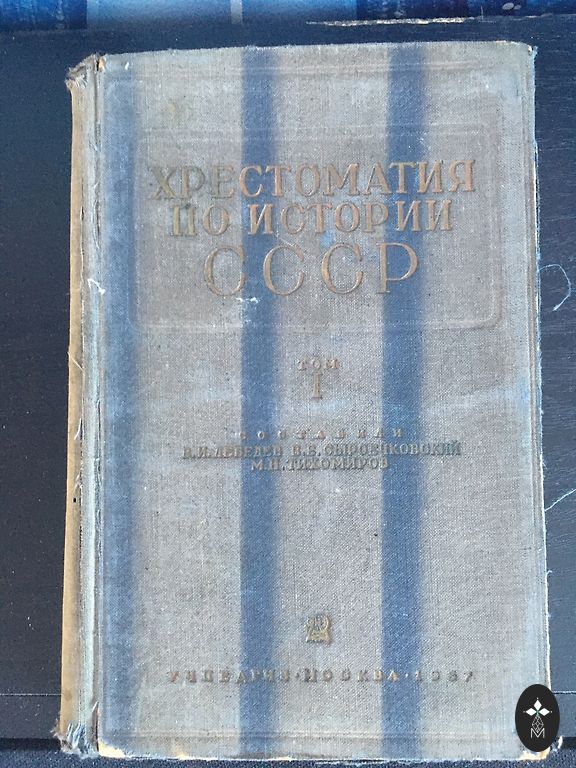 ХРЕСТОМАТИЯ
ПО ИСТОРИИ
СССР
ТОМ
I
СОСТАВИЛИ
В.И.ЛЕБЕДЕВ В.Е.СЫРОЕЧКОВСКИЙ
М.Н.ТИХОМИРОВ
УЧПЕДГИЗ·МОСКВА·1937
М